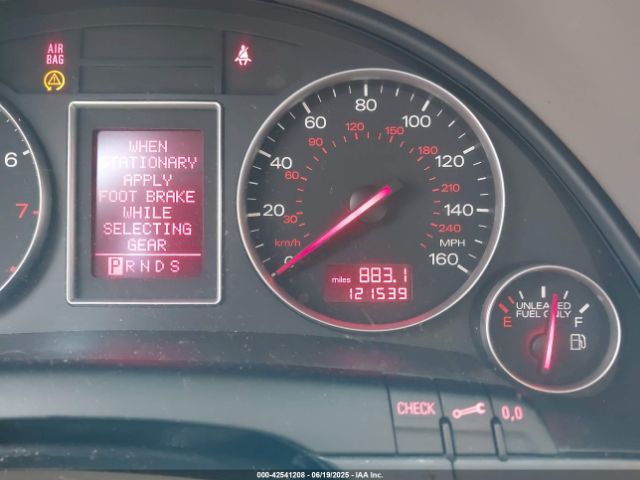 AIR
BAG
WHEN
STATIONARY
APPLY
FOOT BRAKE
WHILE
SELECTING
GEAR
P R N D S
6
7
0
20
40
60
80
100
120
140
160
MPH
km/h
30
60
90
120
150
180
210
240
miles 883.1
121539
UNLEADED
FUEL ONLY
E
F
CHECK
0,0
000-42541208 - 06/19/2025 - IAA Inc.